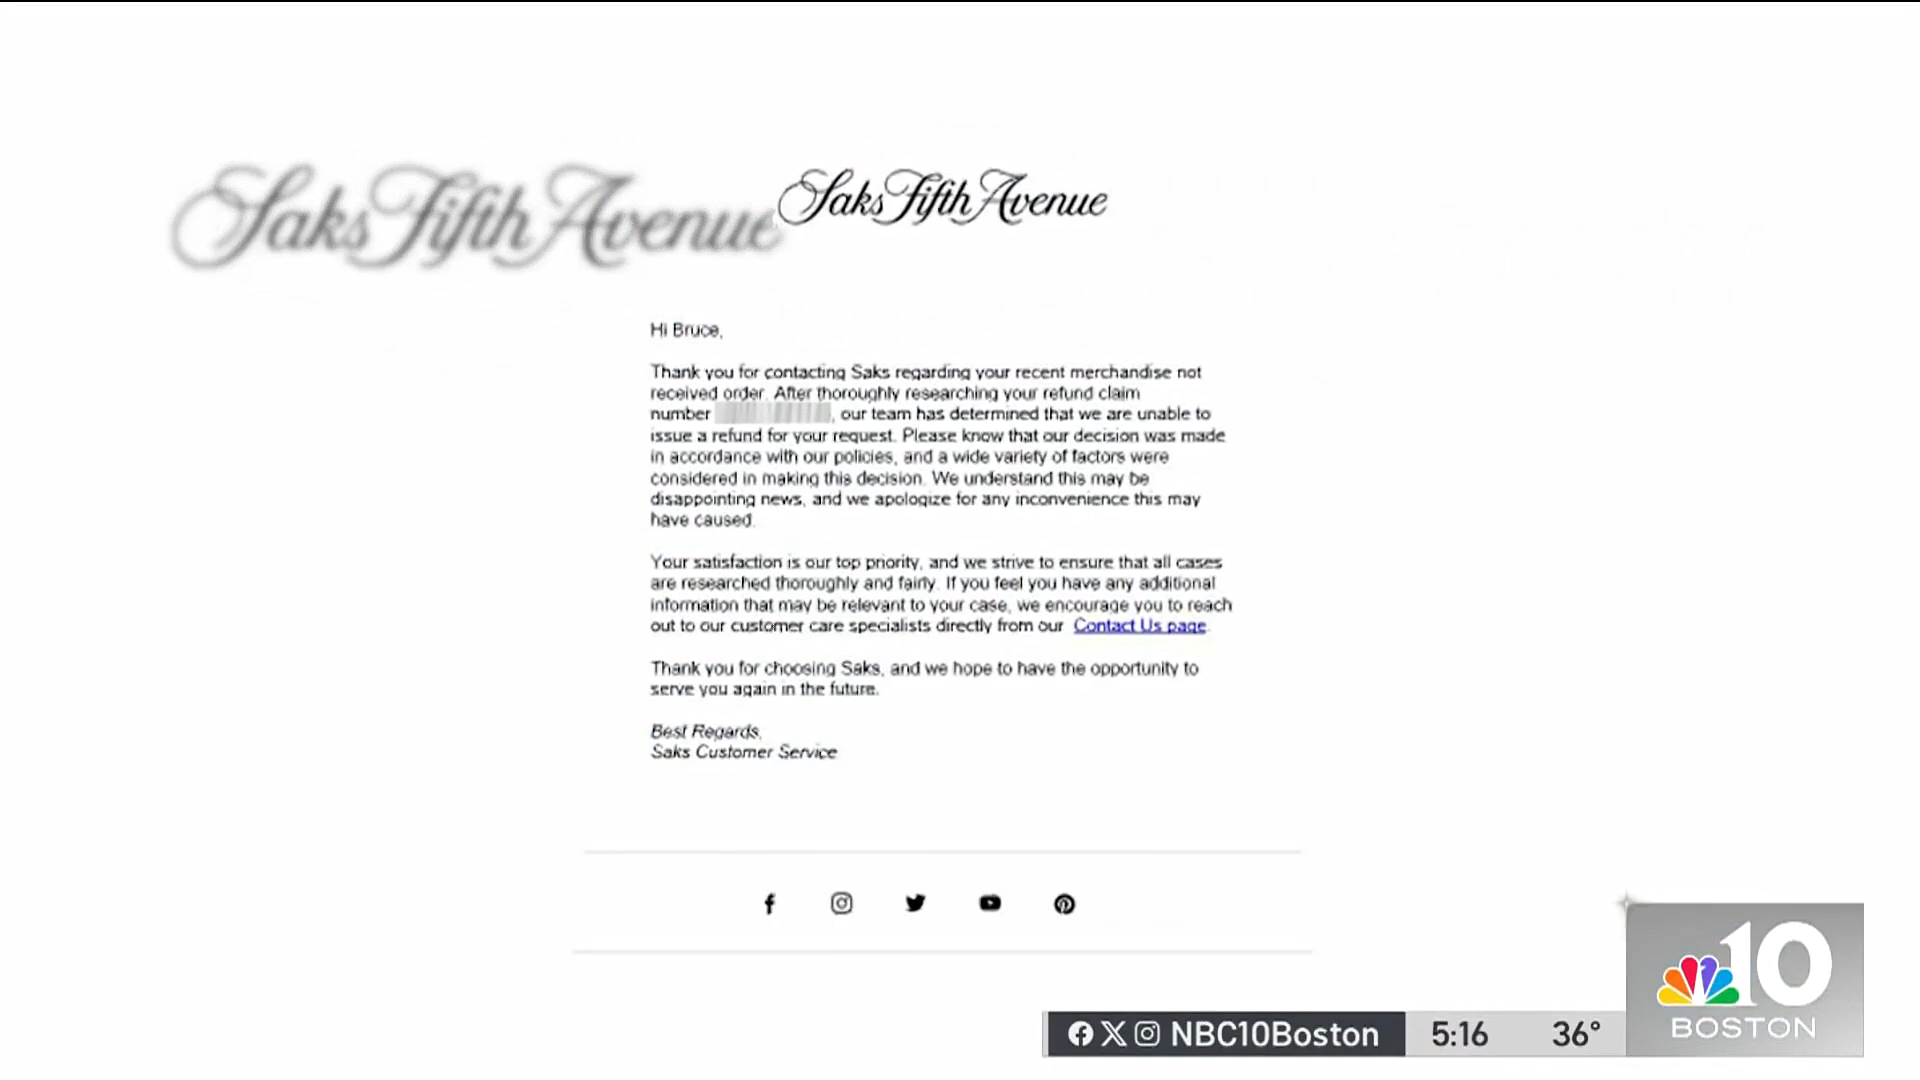 Saks Fifth Avenue
Saks Fifth Avenue
Hi Bruce,
Thank you for contacting Saks regarding your recent merchandise not
received order. After thoroughly researching your refund claim
number , our team has determined that we are unable to
issue a refund for your request. Please know that our decision was made
in accordance with our policies, and a wide variety of factors were
considered in making this decision. We understand this may be
disappointing news, and we apologize for any inconvenience this may
have caused.
Your satisfaction is our top priority, and we strive to ensure that all cases
are researched thoroughly and fairly. If you feel you have any additional
information that may be relevant to your case, we encourage you to reach
out to our customer care specialists directly from our Contact Us page.
Thank you for choosing Saks, and we hope to have the opportunity to
serve you again in the future.
Best Regards,
Saks Customer Service
10
BOSTON
NBC10Boston 5:16 36°